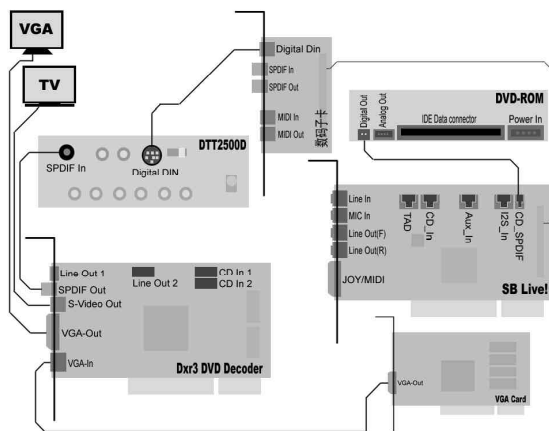 VGA
TV
Digital Din
SPDIF In
SPDIF Out
MIDI In
MIDI Out
数码子卡
DVD-ROM
Digital Out
Analog Out
IDE Data connector
Power In
DTT2500D
SPDIF In
Digital DIN
Line In
MIC In
Line Out(F)
Line Out(R)
JOY/MIDI
TAD
CD_In
Aux_In
I2S_In
CD_SPDIF
SB Live!
Line Out 1
SPDIF Out
S-Video Out
VGA-Out
VGA-In
Line Out 2
CD In 1
CD In 2
Dxr3 DVD Decoder
VGA-Out
VGA Card